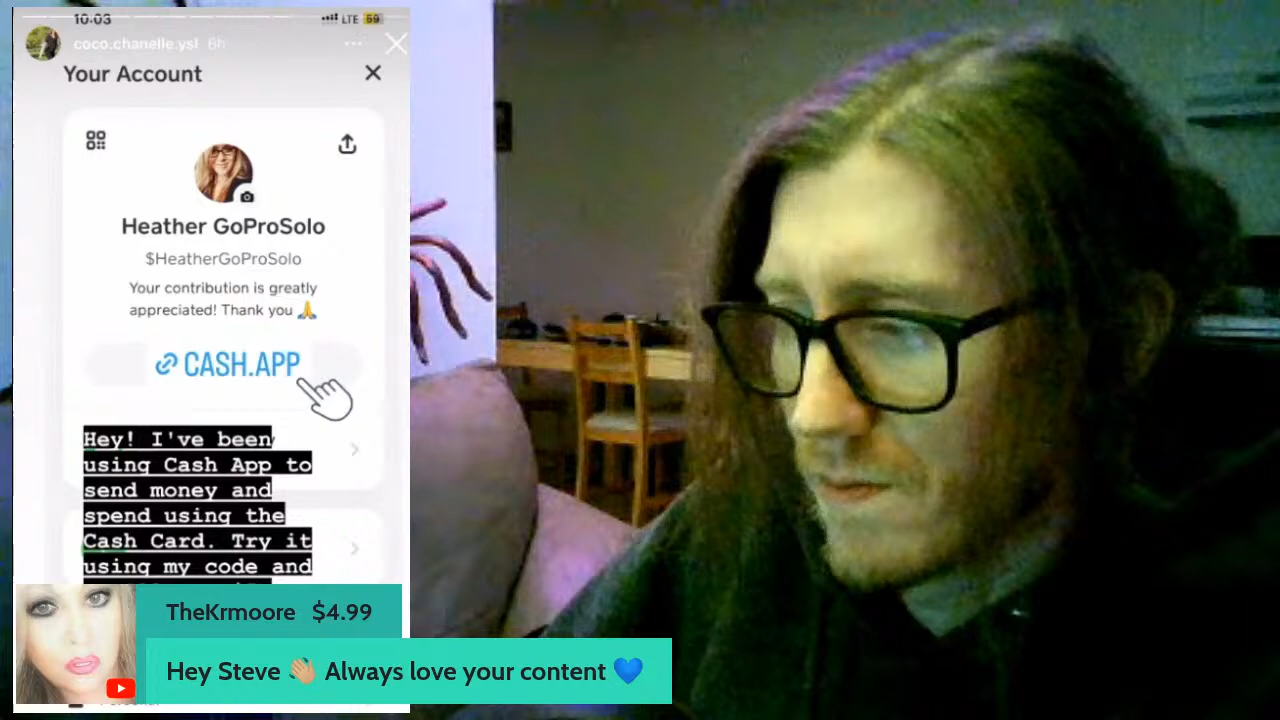 10:03 LTE 59
coco.chanelle.ysl 6h
Your Account
Heather GoProSolo
$HeatherGoProSolo
Your contribution is greatly
appreciated! Thank you 🙏
CASH.APP
Hey! I've been
using Cash App to
send money and
spend using the
Cash Card. Try it
using my code and
TheKrmoore $4.99
Hey Steve 👋🏼 Always love your content 💙